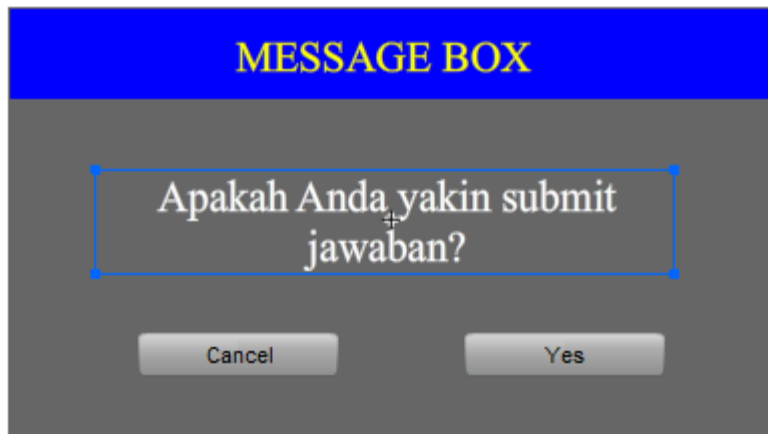 MESSAGE BOX
Apakah Anda yakin submit
jawaban?
Cancel
Yes